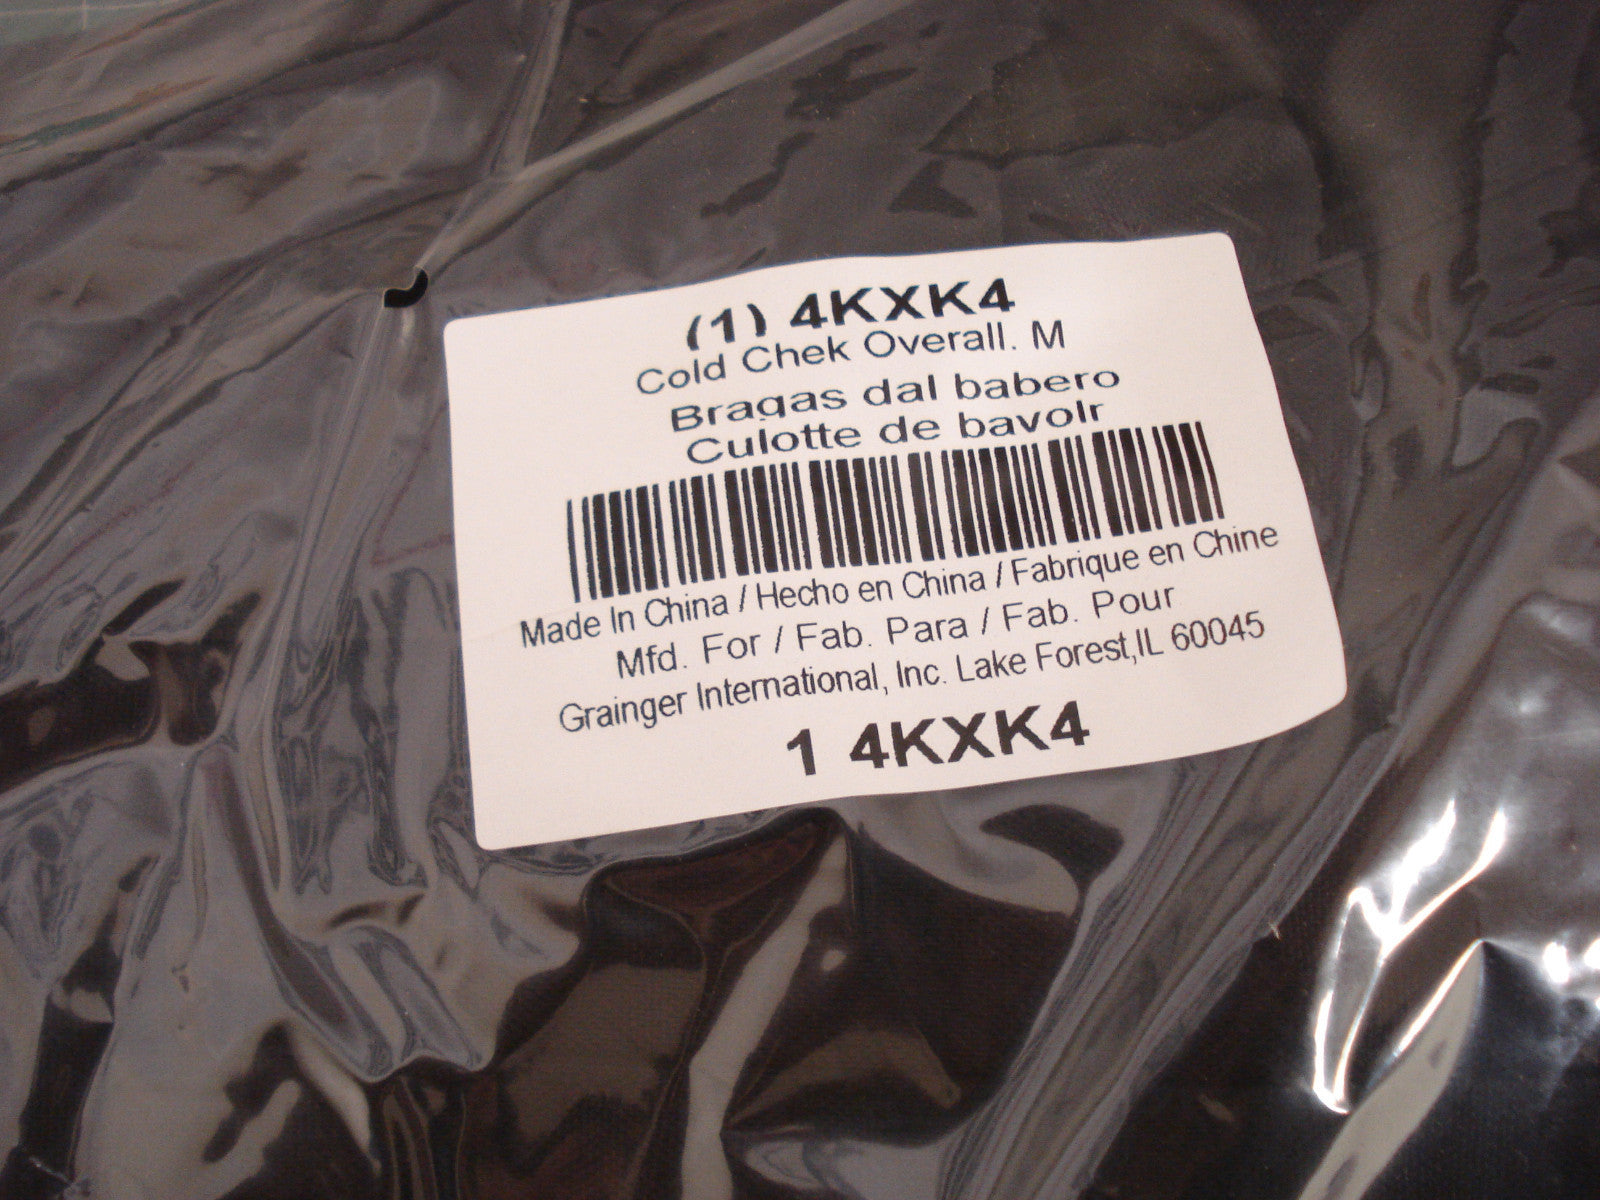 (1) 4KXK4
Cold Chek Overall. M
Bragas dal babero
Culotte de bavolr
Made In China / Hecho en China / Fabrique en Chine
Mfd. For / Fab. Para / Fab. Pour
Grainger International, Inc. Lake Forest,IL 60045
1 4KXK4